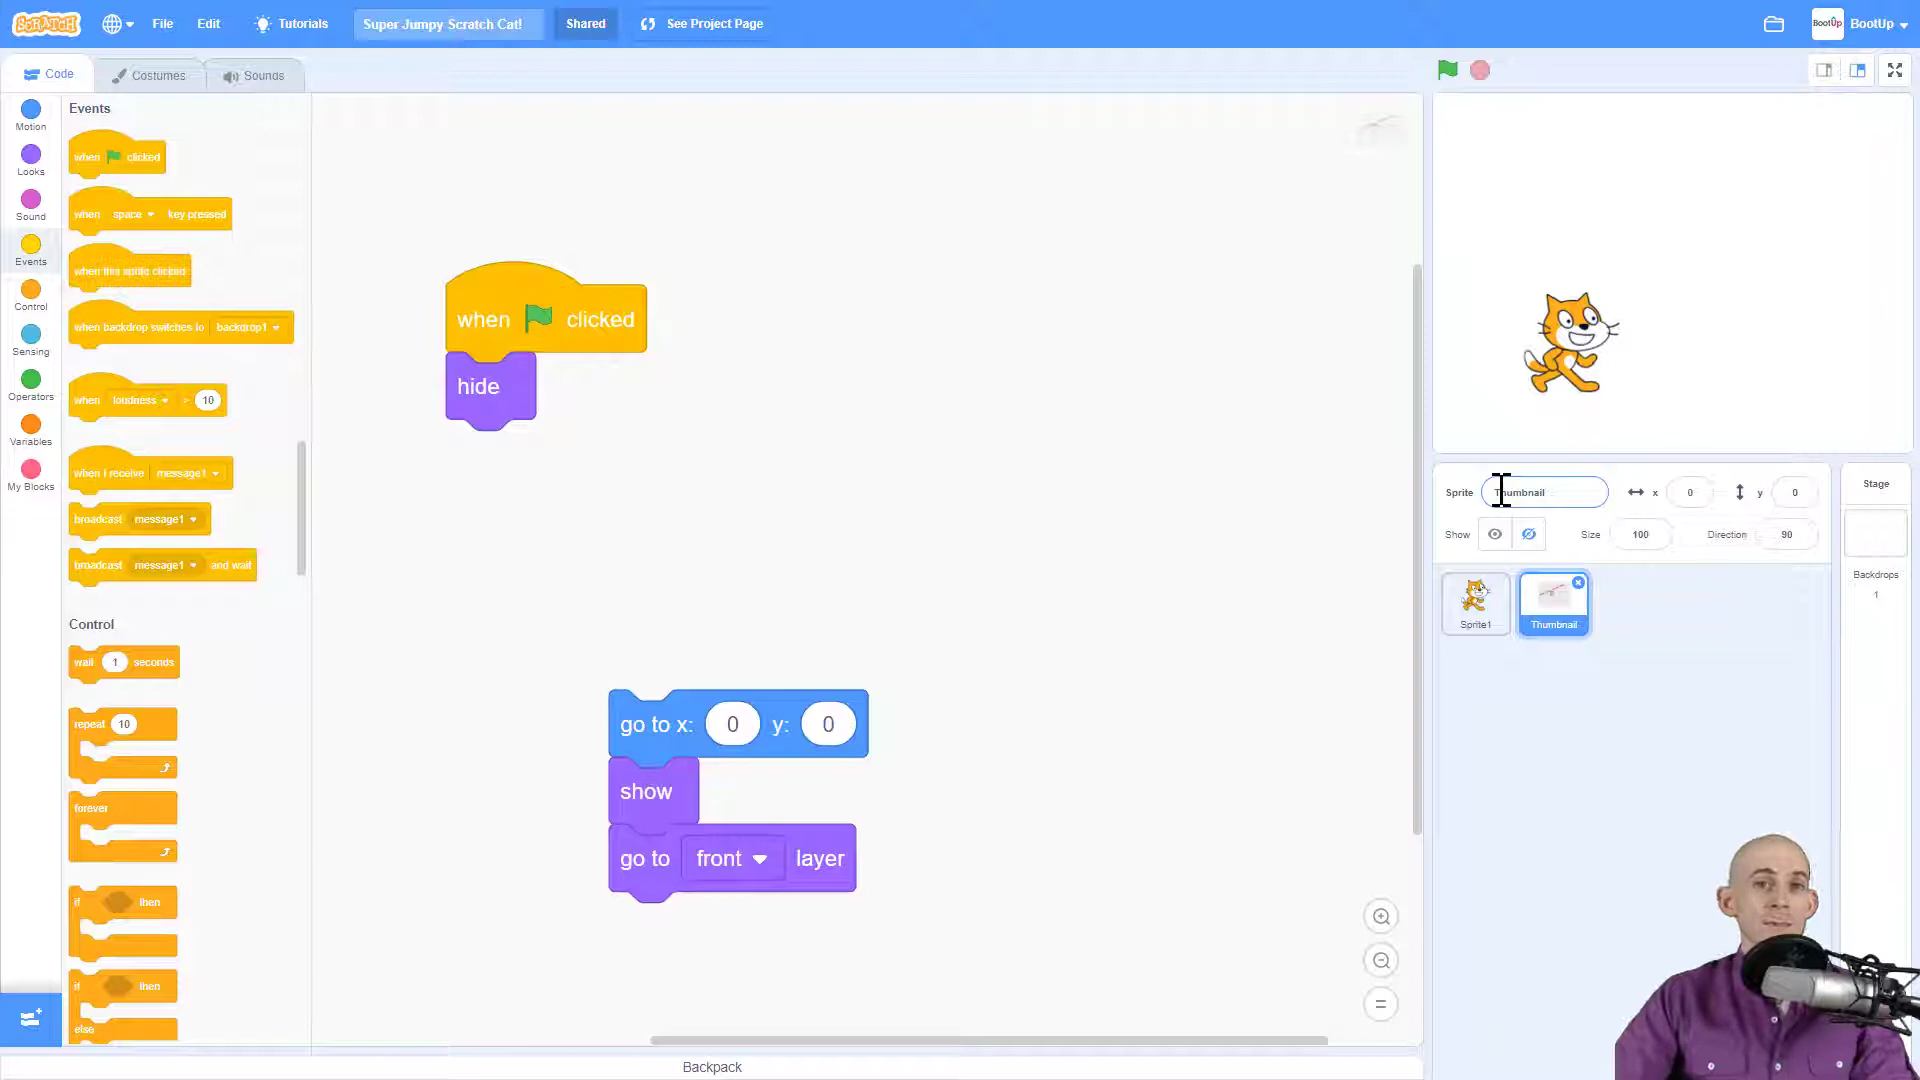 SCRATCH
File
Edit
Tutorials
Super Jumpy Scratch Cat!
Shared
See Project Page
BootUp
BootUp
Code
Costumes
Sounds
Motion
Looks
Sound
Events
Control
Sensing
Operators
Variables
My Blocks
Events
when clicked
when space key pressed
when this sprite clicked
when backdrop switches to backdrop1
when loudness > 10
when I receive message1
broadcast message1
broadcast message1 and wait
Control
wait 1 seconds
repeat 10
forever
if then
if then
else
when clicked
hide
go to x: 0 y: 0
show
go to front layer
Backpack
Sprite Thumbnail x 0 y 0
Show Size 100 Direction 90
Sprite1
Thumbnail
Stage
Backdrops
1